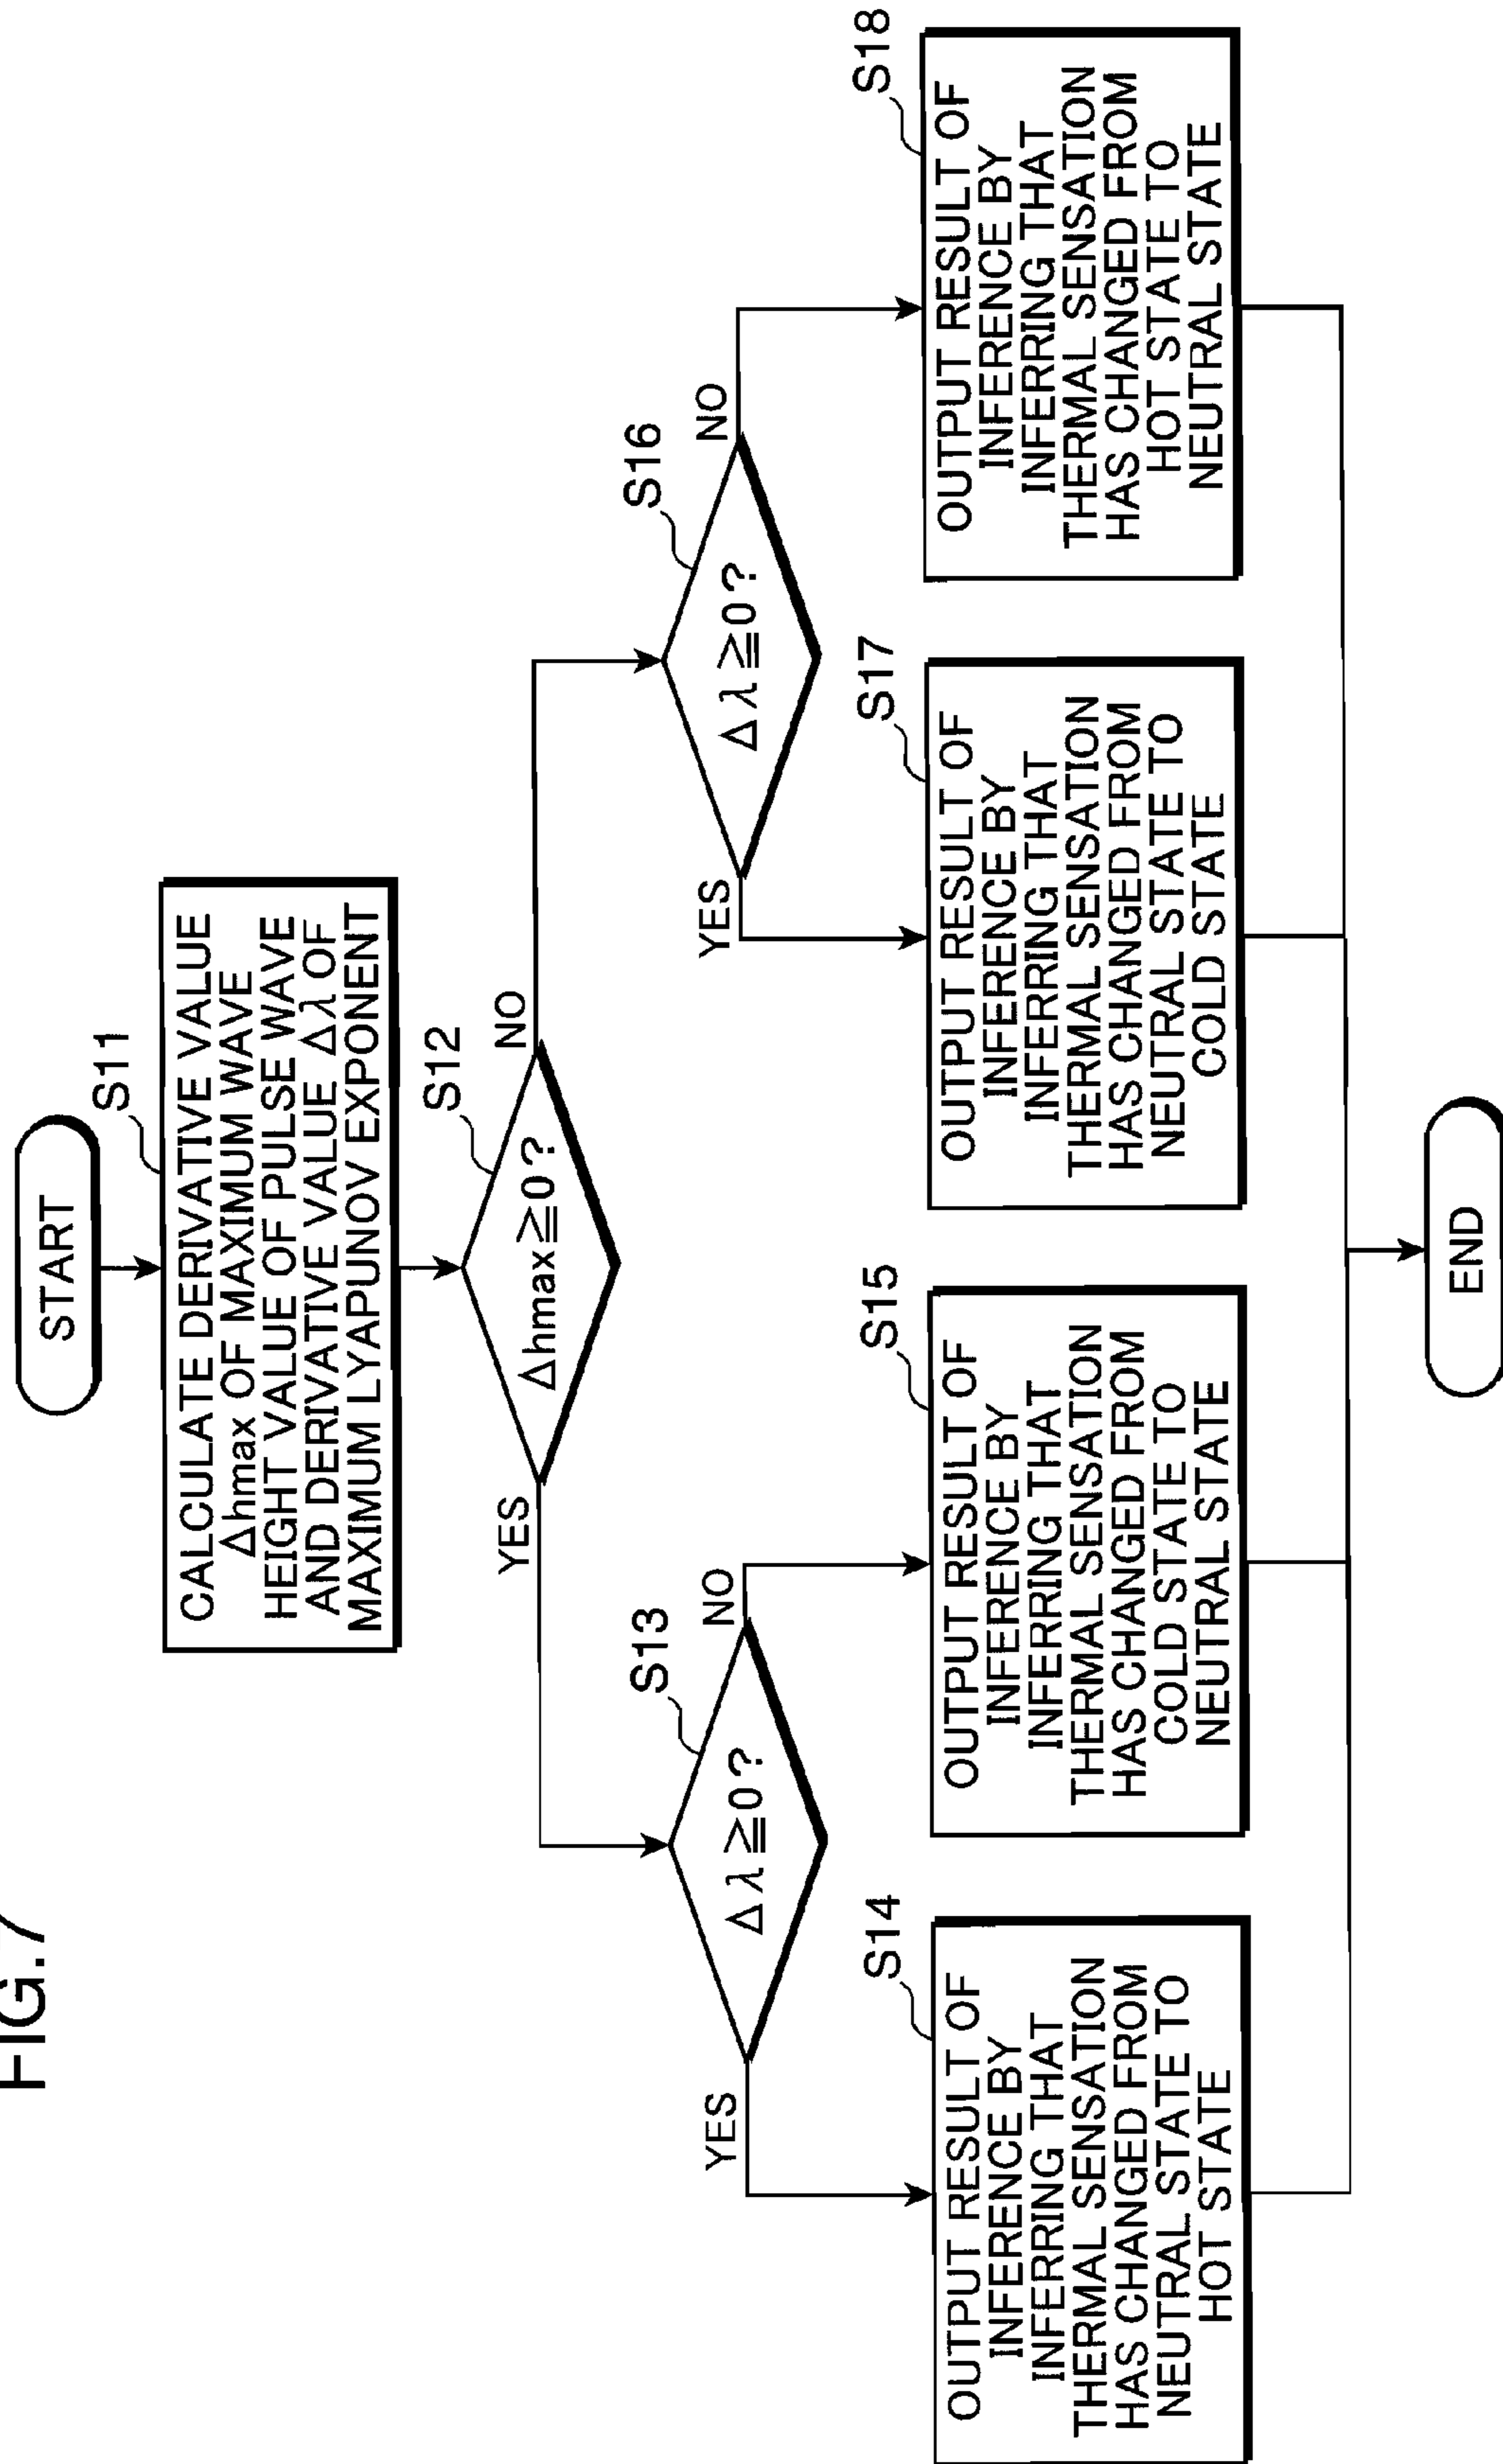 FIG.7
START
S11
CALCULATE DERIVATIVE VALUE
Δhmax OF MAXIMUM WAVE
HEIGHT VALUE OF PULSE WAVE
AND DERIVATIVE VALUE Δλ OF
MAXIMUM LYAPUNOV EXPONENT
S12
Δhmax≧0?
YES
NO
S13
Δλ≧0?
YES
NO
S16
Δλ≧0?
YES
NO
S14
OUTPUT RESULT OF
INFERENCE BY
INFERRING THAT
THERMAL SENSATION
HAS CHANGED FROM
NEUTRAL STATE TO
HOT STATE
S15
OUTPUT RESULT OF
INFERENCE BY
INFERRING THAT
THERMAL SENSATION
HAS CHANGED FROM
COLD STATE TO
NEUTRAL STATE
S17
OUTPUT RESULT OF
INFERENCE BY
INFERRING THAT
THERMAL SENSATION
HAS CHANGED FROM
NEUTRAL STATE TO
COLD STATE
S18
OUTPUT RESULT OF
INFERENCE BY
INFERRING THAT
THERMAL SENSATION
HAS CHANGED FROM
HOT STATE TO
NEUTRAL STATE
END